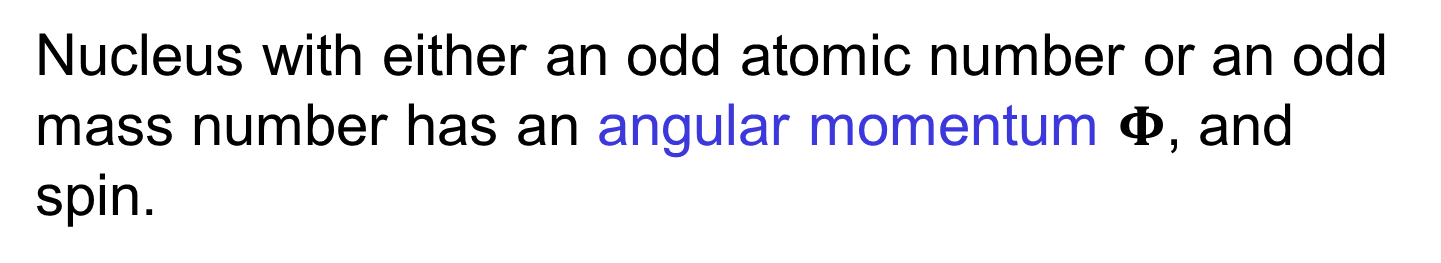 Nucleus with either an odd atomic number or an odd
mass number has an angular momentum Φ, and
spin.